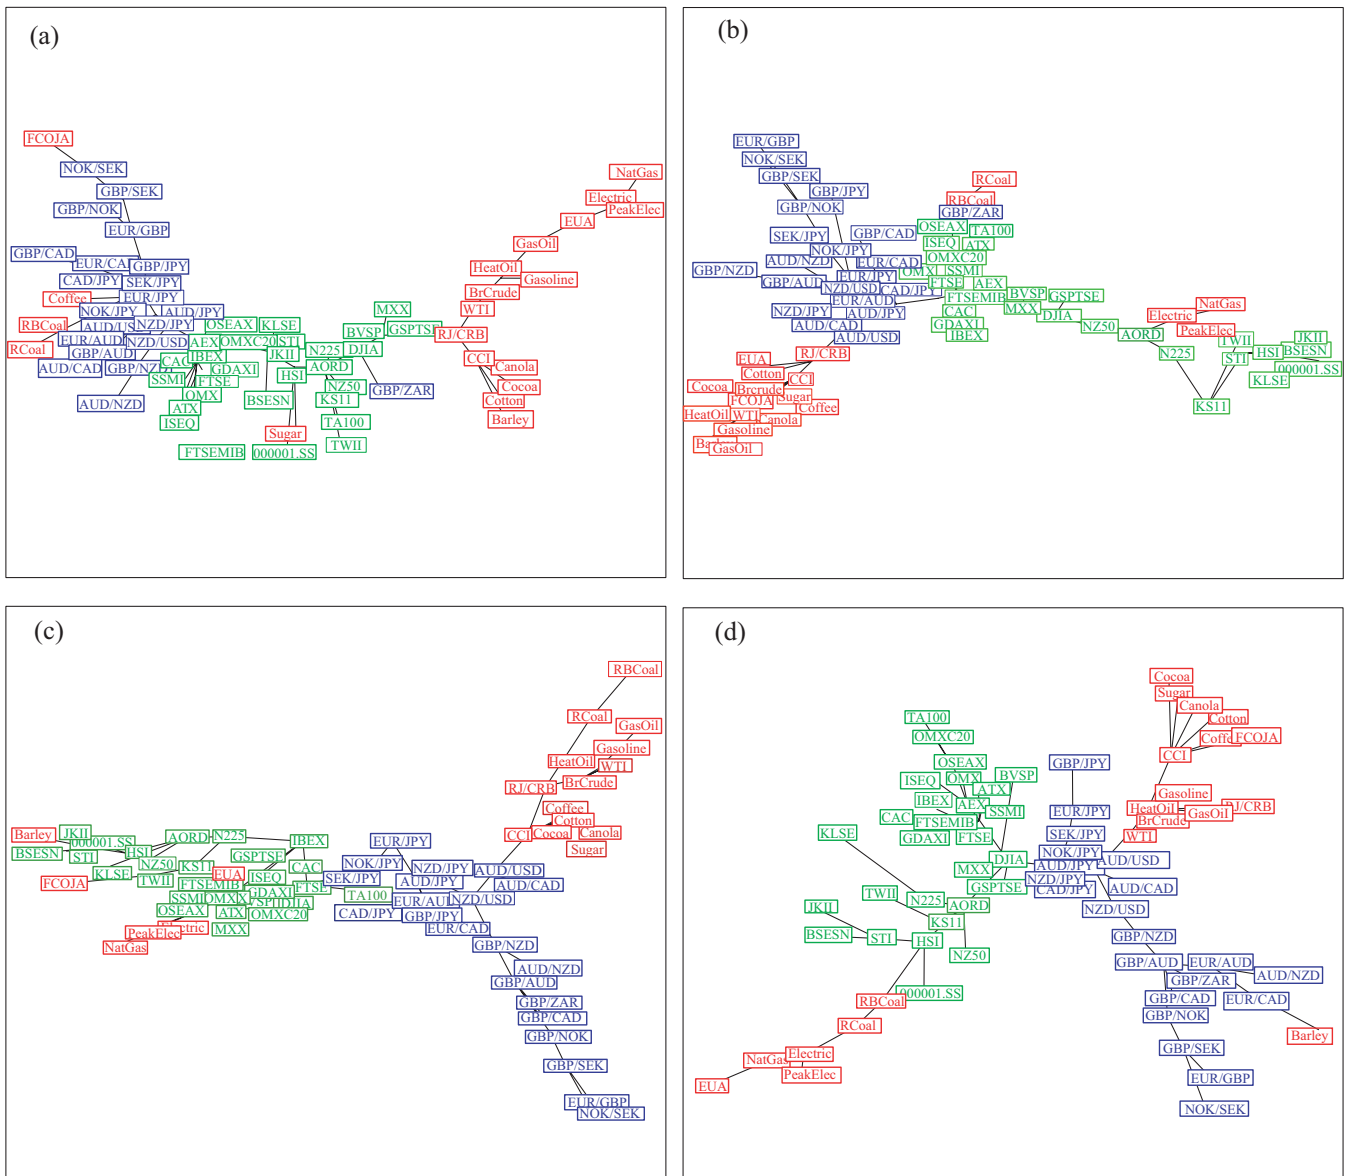 (a)
FCOJA
NOK/SEK
GBP/SEK
GBP/NOK
EUR/GBP
GBP/CAD
GBP/JPY
CAD/JPY
SEK/JPY
Coffee
EUR/JPY
NOK/JPY
RBCoal
NZD/JPY
RCoal
NZD/USD
GBP/AUD
AUD/CAD
AUD/NZD
OSEAX
KLSE
AEX
OMXC20
STI
IBEX
JKII
CAC
GDAXI
SSMI
FTSE
OMX
ATX
ISEQ
FTSEMIB
HSI
BSESN
Sugar
000001.SS
N225
AORD
NZ50
KS11
TA100
TWII
MXX
BVSP
GSPTSE
DJIA
GBP/ZAR
NatGas
Electric
PeakElec
EUA
GasOil
HeatOil
Gasoline
BrCrude
WTI
RJ/CRB
CCI
Canola
Cocoa
Cotton
Barley
(b)
EUR/GBP
NOK/SEK
GBP/SEK
GBP/JPY
GBP/NOK
SEK/JPY
GBP/CAD
NOK/JPY
AUD/NZD
EUR/CAD
GBP/NZD
EUR/JPY
NZD/USD
CAD/JPY
EUR/AUD
NZD/JPY
AUD/JPY
AUD/CAD
AUD/USD
RJ/CRB
EUA
Cotton
CCI
Cocoa
Brcrude
Sugar
FCOJA
Coffee
HeatOil
WTI
Canola
Gasoline
GasOil
RCoal
RBCoal
GBP/ZAR
OSEAX
TA100
ISEQ
ATX
OMXC20
SSMI
FTSE
AEX
FTSEMIB
BVSP
GSPTSE
MXX
CAC
DJIA
GDAXI
IBEX
NZ50
AORD
NatGas
Electric
PeakElec
N225
TWII
STI
HSI
JKII
BSESN
000001.SS
KLSE
KS11
(c)
RBCoal
RCoal
GasOil
Gasoline
HeatOil
WTI
BrCrude
RJ/CRB
Coffee
Cotton
CCI
Cocoa
Canola
Sugar
Barley
JKII
000001.SS
BSESN
STI
HSI
AORD
N225
IBEX
NZ50
GSPTSE
KLSE
KS11
EUA
CAC
FCOJA
TWII
ISEQ
FTSEMIB
FTSE
TA100
SSMI
OMXX
GDAXI
OSEAX
ATX
OMXC20
MXX
PeakElec
NatGas
EUR/JPY
NOK/JPY
NZD/JPY
AUD/USD
SEK/JPY
AUD/JPY
AUD/CAD
NZD/USD
CAD/JPY
GBP/JPY
EUR/CAD
GBP/NZD
AUD/NZD
GBP/AUD
GBP/ZAR
GBP/CAD
GBP/NOK
GBP/SEK
EUR/GBP
NOK/SEK
(d)
Cocoa
Sugar
Canola
Cotton
FCOJA
CCI
Gasoline
HeatOil
GasOil
RJ/CRB
BrCrude
WTI
TA100
OMXC20
OSEAX
ISEQ
OMX
BVSP
ATX
IBEX
AEX
SSMI
CAC
FTSEMIB
GDAXI
FTSE
KLSE
DJIA
MXX
GSPTSE
TWII
N225
AORD
JKII
KS11
BSESN
STI
HSI
NZ50
000001.SS
RBCoal
RCoal
Electric
NatGas
PeakElec
EUA
GBP/JPY
EUR/JPY
SEK/JPY
NOK/JPY
AUD/USD
AUD/JPY
NZD/JPY
CAD/JPY
AUD/CAD
NZD/USD
GBP/NZD
GBP/AUD
EUR/AUD
AUD/NZD
GBP/ZAR
GBP/CAD
EUR/CAD
GBP/NOK
Barley
GBP/SEK
EUR/GBP
NOK/SEK